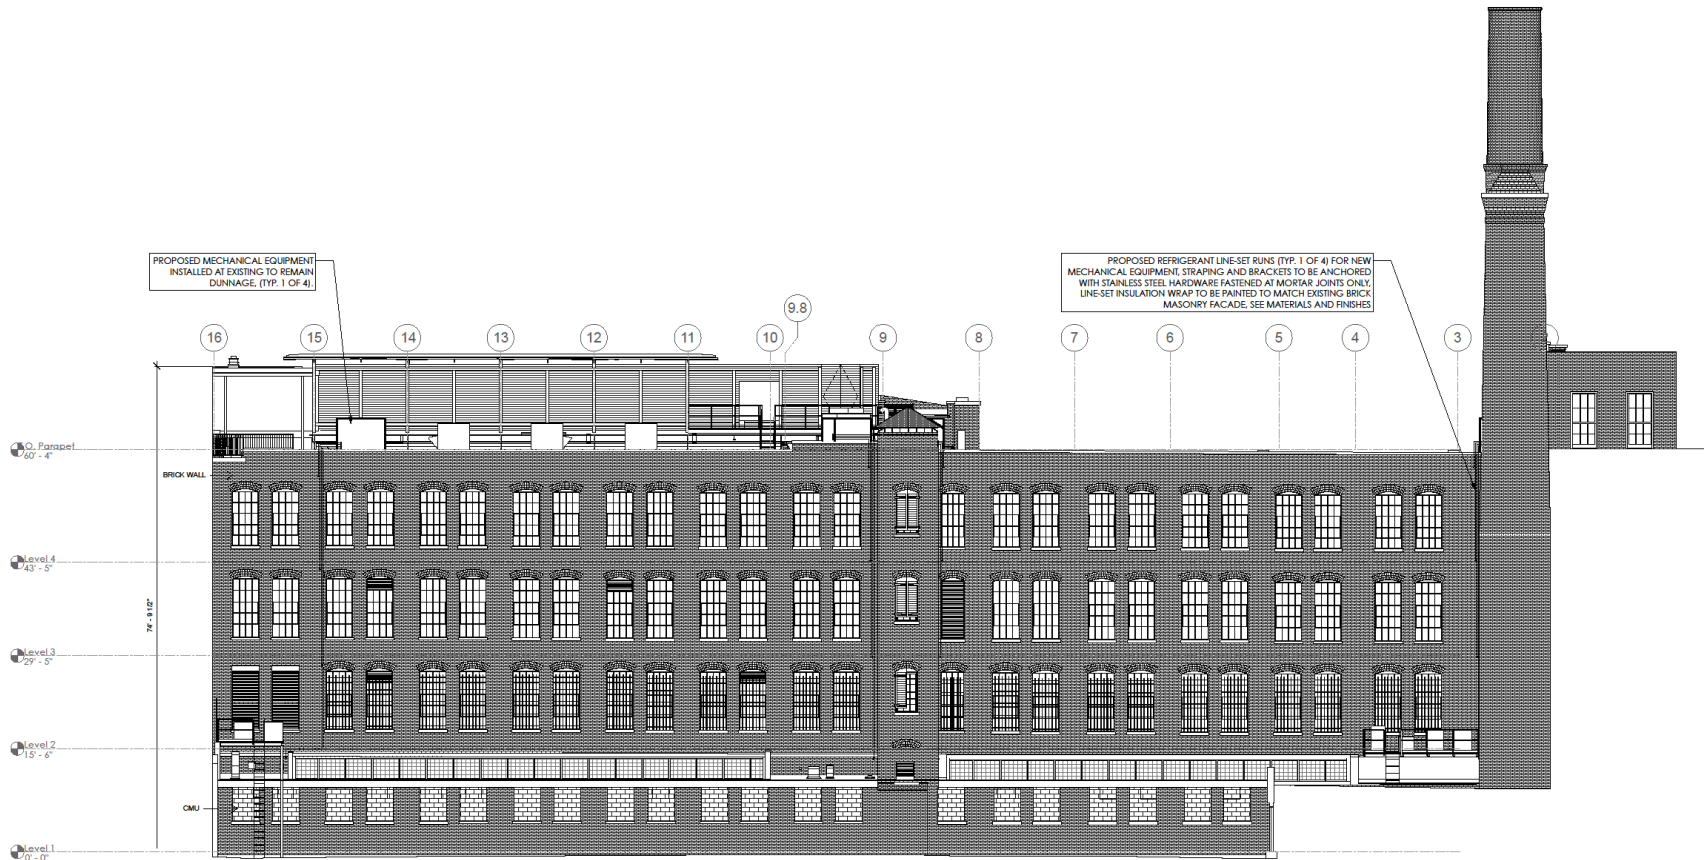 PROPOSED MECHANICAL EQUIPMENT
INSTALLED AT EXISTING TO REMAIN
DUNNAGE, (TYP. 1 OF 4).
PROPOSED REFRIGERANT LINE-SET RUNS (TYP. 1 OF 4) FOR NEW
MECHANICAL EQUIPMENT, STRAPING AND BRACKETS TO BE ANCHORED
WITH STAINLESS STEEL HARDWARE FASTENED AT MORTAR JOINTS ONLY,
LINE-SET INSULATION WRAP TO BE PAINTED TO MATCH EXISTING BRICK
MASONRY FACADE, SEE MATERIALS AND FINISHES
9.8
16
15
14
13
12
11
10
9
8
7
6
5
4
3
O. Parapet
60' - 4"
BRICK WALL
Level 4
43' - 5"
74' - 9 1/2"
Level 3
29' - 5"
Level 2
15' - 6"
CMU
Level 1
0' - 0"